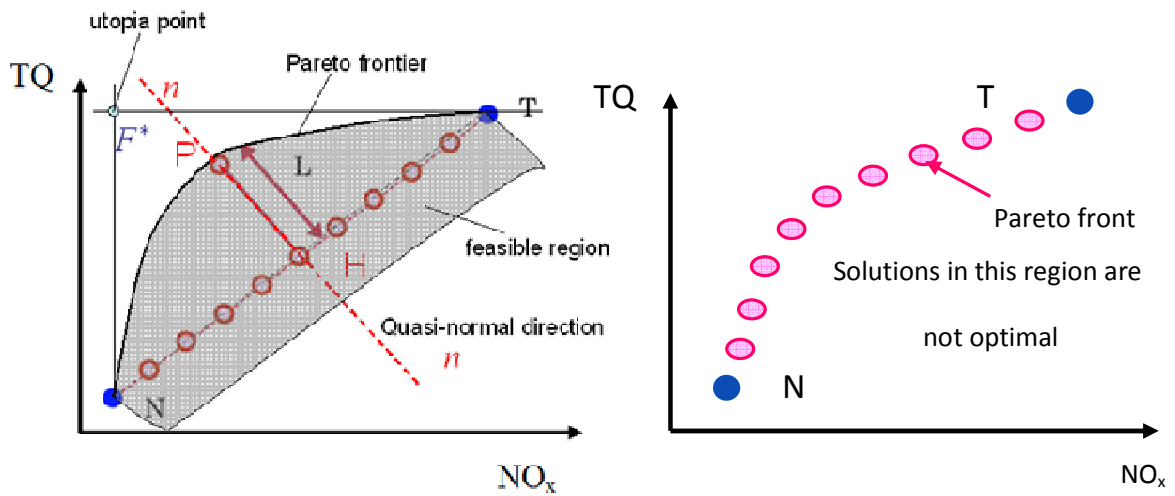 utopia point
TQ
Pareto frontier
n
T
F*
P
L
feasible region
H
Quasi-normal direction
n
N
NOx
TQ
T
Pareto front
Solutions in this region are
not optimal
N
NOx